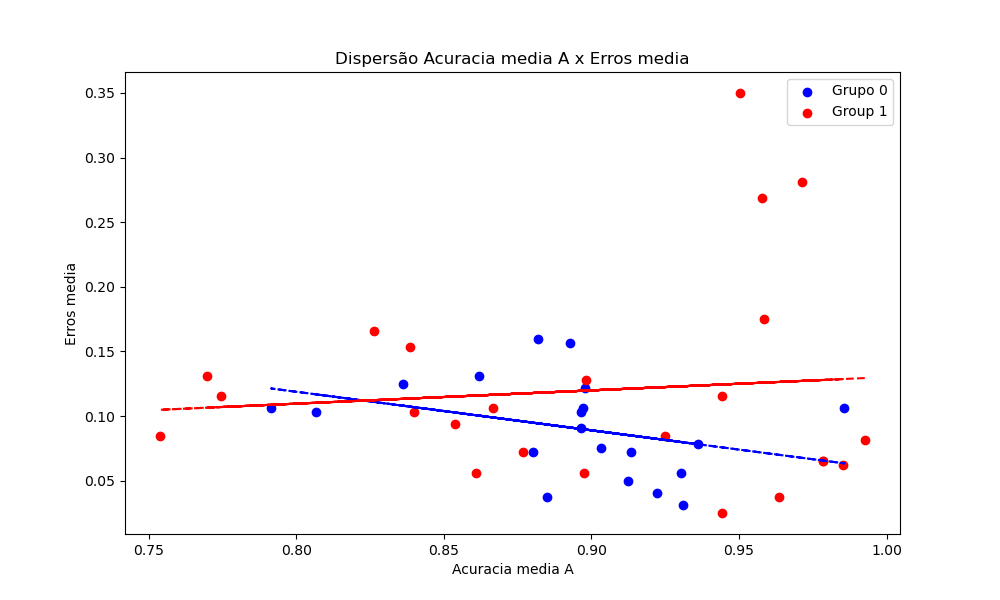 Dispersão Acuracia media A x Erros media
Grupo 0
Group 1
0.35
0.30
0.25
0.20
0.15
0.10
0.05
Erros media
0.75
0.80
0.85
0.90
0.95
1.00
Acuracia media A